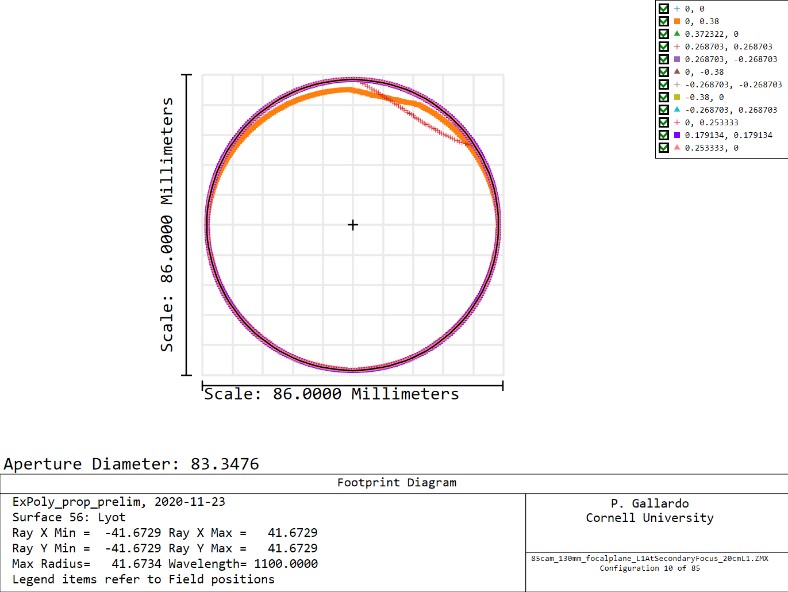 0, 0
0, 0.38
0.372322, 0
0.268703, 0.268703
0.268703, -0.268703
0, -0.38
-0.268703, -0.268703
-0.38, 0
-0.268703, 0.268703
0, 0.253333
0.179134, 0.179134
0.253333, 0
Scale: 86.0000 Millimeters
Scale: 86.0000 Millimeters
Aperture Diameter: 83.3476
Footprint Diagram
ExPoly_prop_prelim, 2020-11-23
Surface 56: Lyot
Ray X Min = -41.6729 Ray X Max = 41.6729
Ray Y Min = -41.6729 Ray Y Max = 41.6729
Max Radius= 41.6734 Wavelength= 1100.0000
Legend items refer to Field positions
P. Gallardo
Cornell University
85cam_130mm_focalplane_L1AtSecondaryFocus_20cmL1.ZMX
Configuration 10 of 85